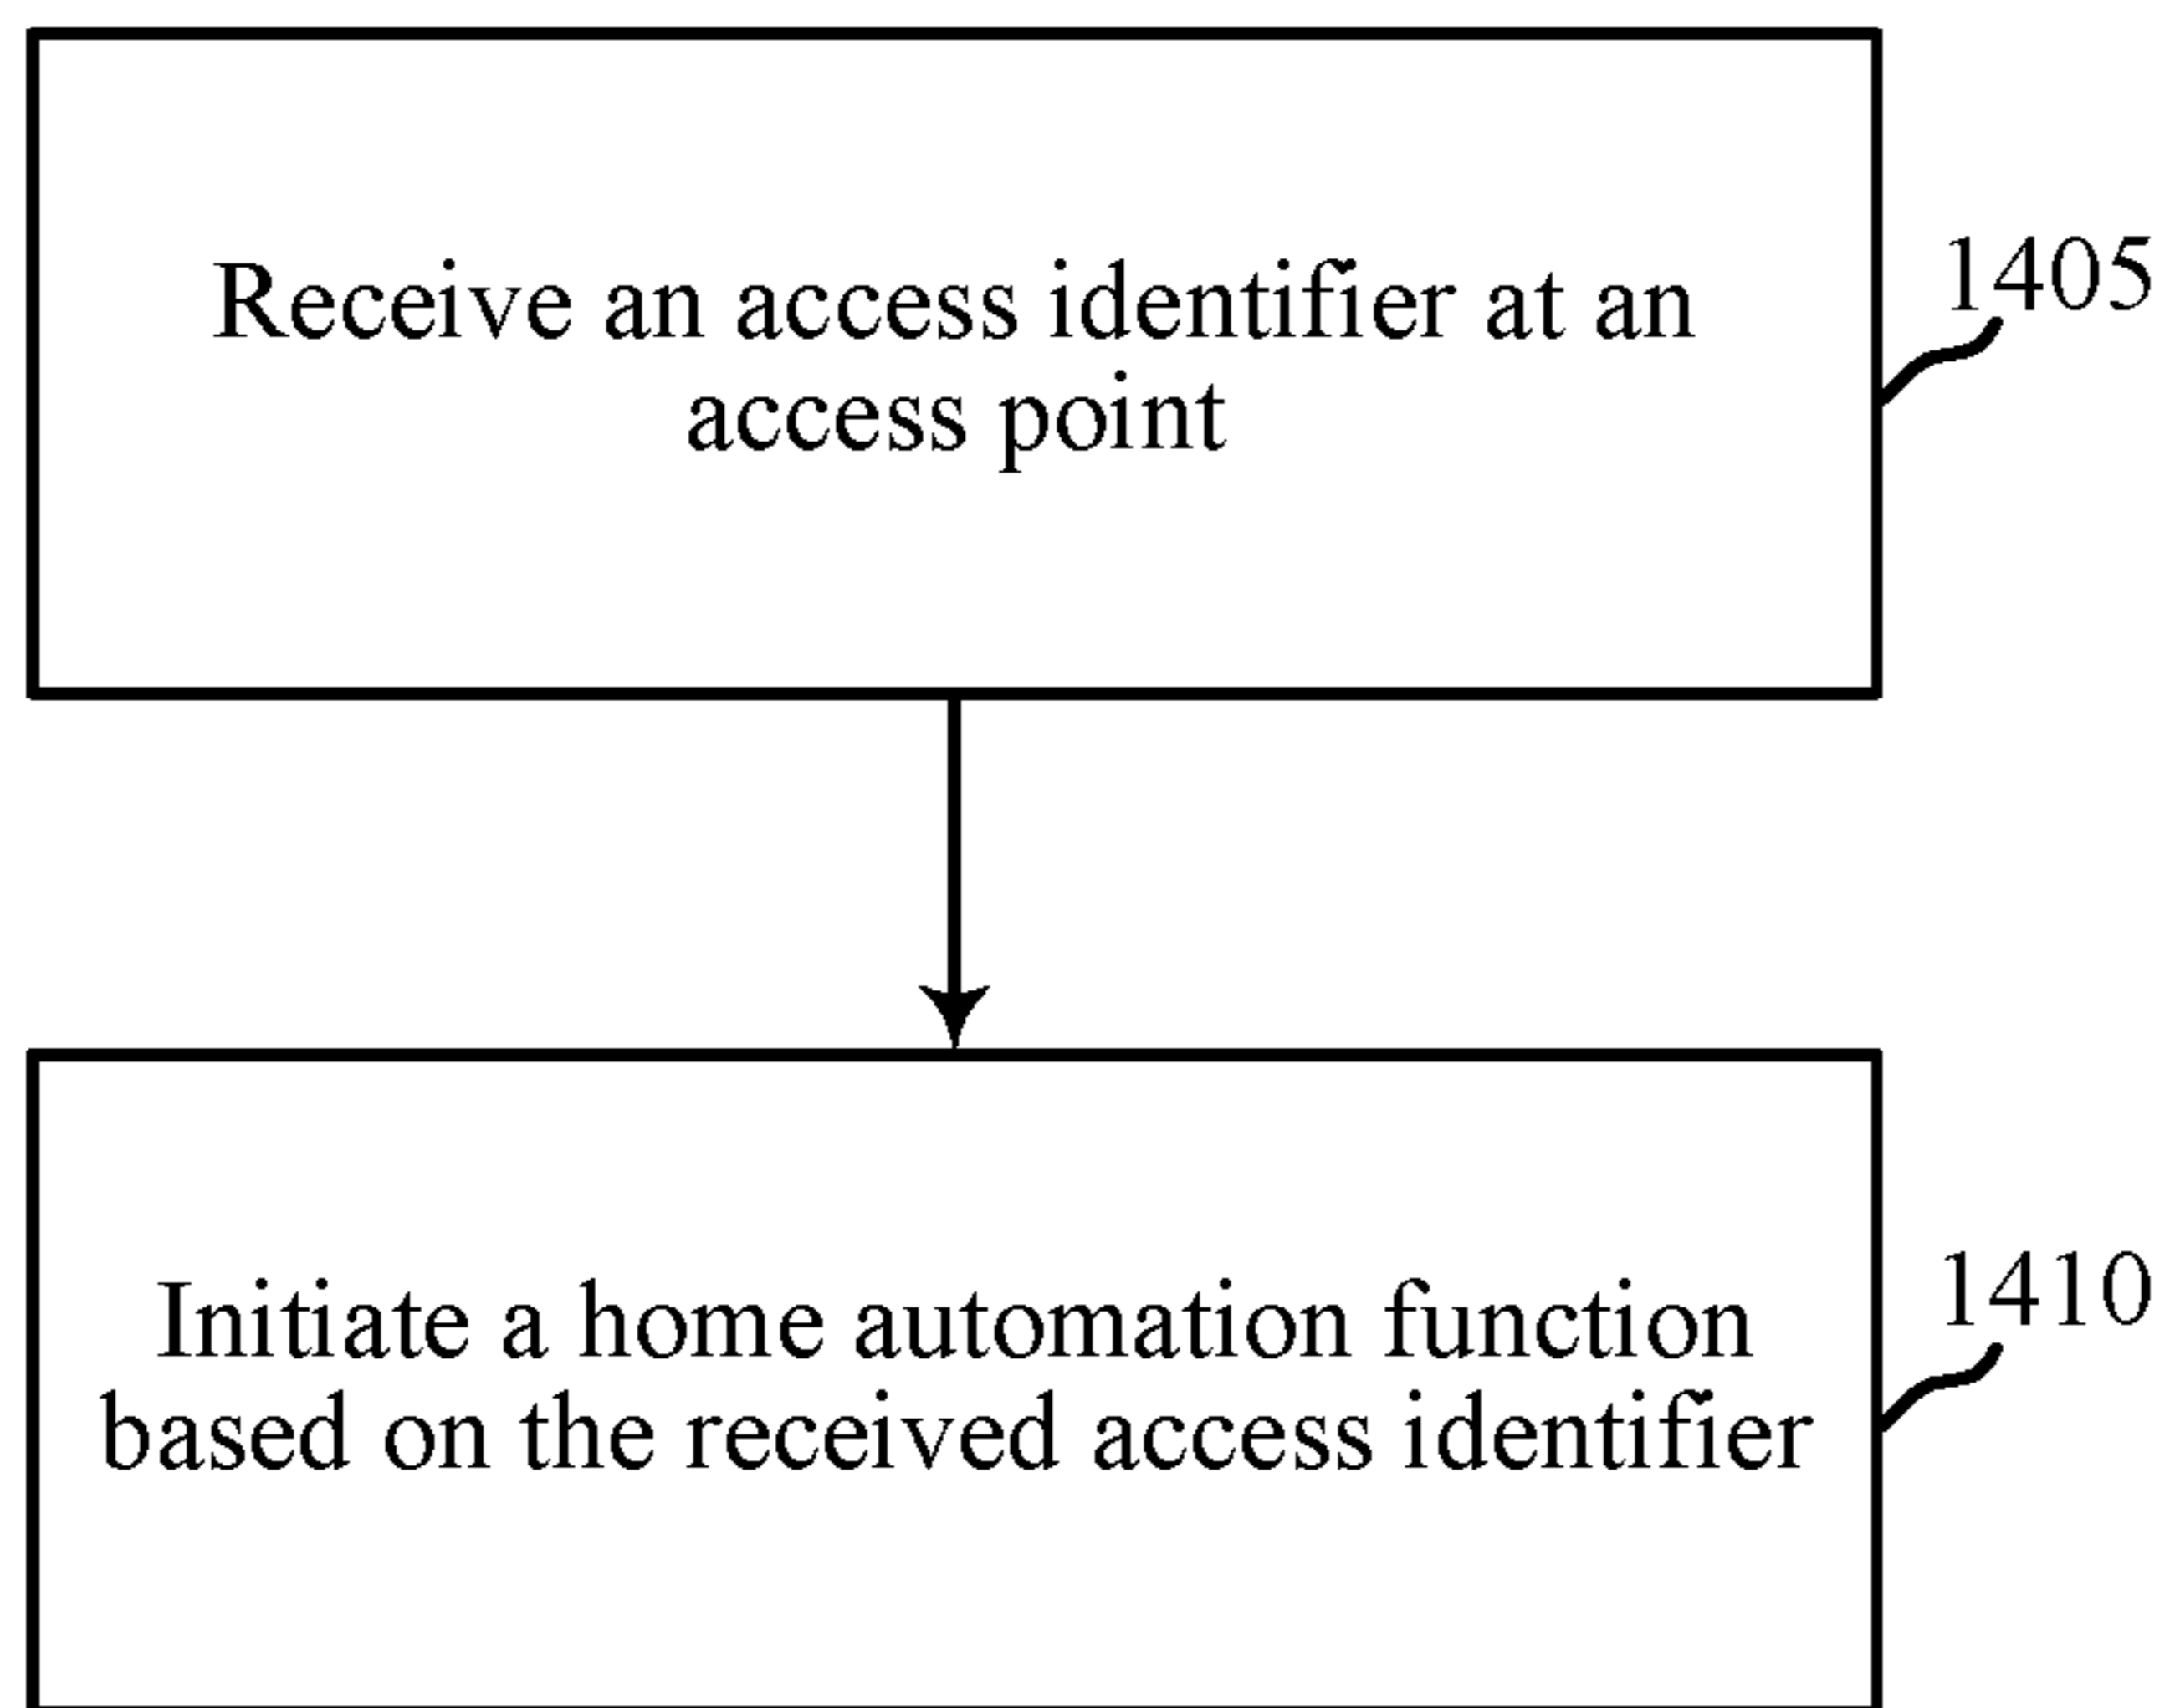 Receive an access identifier at an
access point
1405
Initiate a home automation function
based on the received access identifier
1410